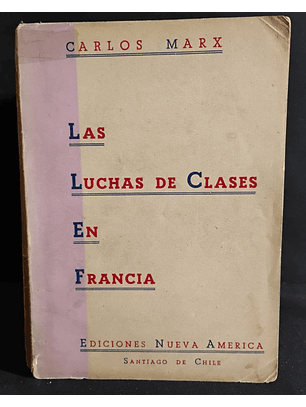 CARLOS MARX
LAS
LUCHAS DE CLASES
EN
FRANCIA
EDICIONES NUEVA AMERICA
SANTIAGO DE CHILE